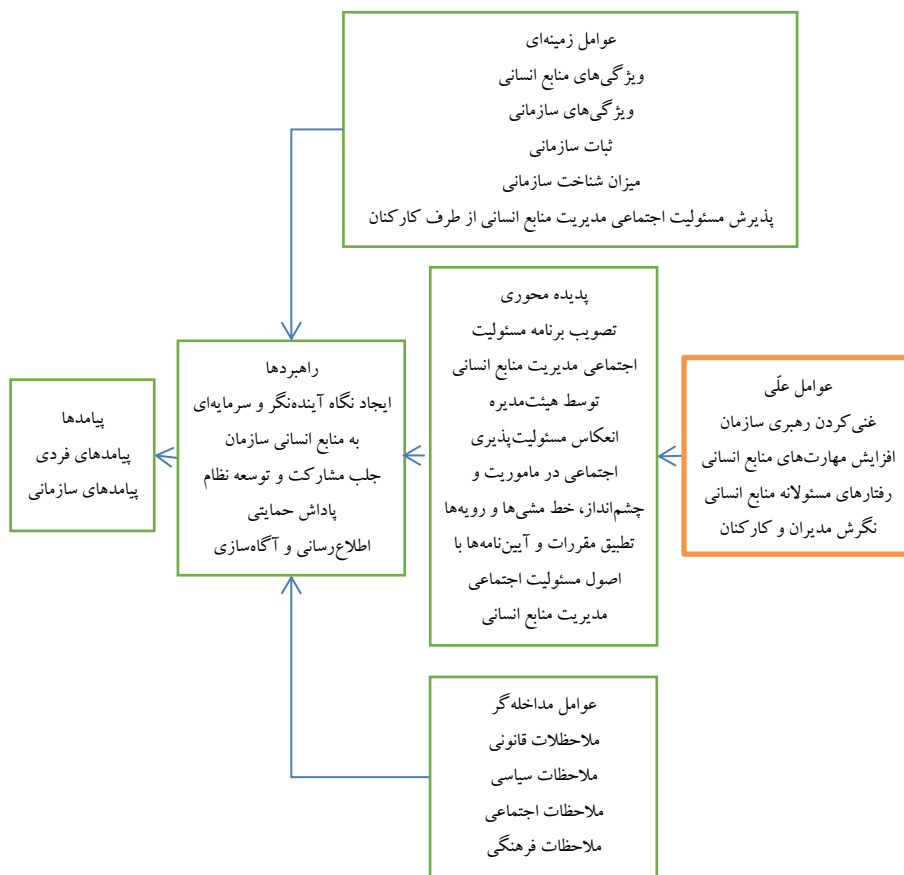 عوامل زمینه‌ای
ویژگی‌های منابع انسانی
ویژگی‌های سازمانی
ثبات سازمانی
میزان شناخت سازمانی
پذیرش مسئولیت اجتماعی مدیریت منابع انسانی از طرف کارکنان
عوامل علّی
غنی‌کردن رهبری سازمان
افزایش مهارت‌های منابع انسانی
رفتارهای مسئولانه منابع انسانی
نگرش مدیران و کارکنان
پدیده محوری
تصویب برنامه مسئولیت
اجتماعی مدیریت منابع انسانی
توسط هیئت‌مدیره
انعکاس مسئولیت‌پذیری
اجتماعی در ماموریت و
چشم‌انداز، خط مشی‌ها و رویه‌ها
تطبیق مقررات و آیین‌نامه‌ها با
اصول مسئولیت اجتماعی
مدیریت منابع انسانی
راهبردها
ایجاد نگاه آینده‌نگر و سرمایه‌ای
به منابع انسانی سازمان
جلب مشارکت و توسعه نظام
پاداش حمایتی
اطلاع‌رسانی و آگاه‌سازی
پیامدها
پیامدهای فردی
پیامدهای سازمانی
عوامل مداخله‌گر
ملاحظلات قانونی
ملاحظات سیاسی
ملاحظات اجتماعی
ملاحظات فرهنگی